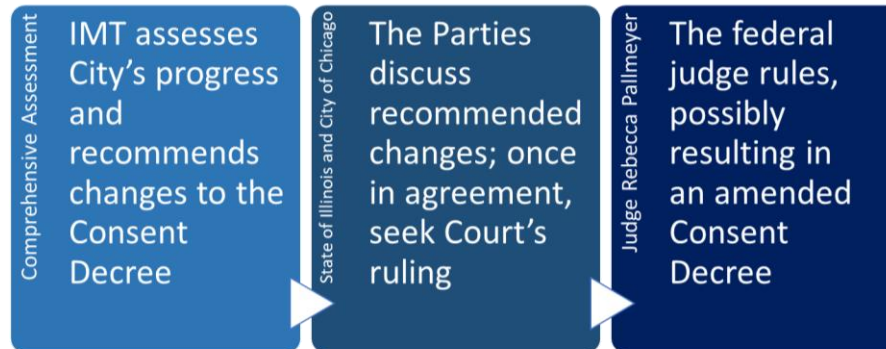 Comprehensive Assessment
IMT assesses
City’s progress
and
recommends
changes to the
Consent
Decree
State of Illinois and City of Chicago
The Parties
discuss
recommended
changes; once
in agreement,
seek Court’s
ruling
Judge Rebecca Pallmeyer
The federal
judge rules,
possibly
resulting in
an amended
Consent
Decree